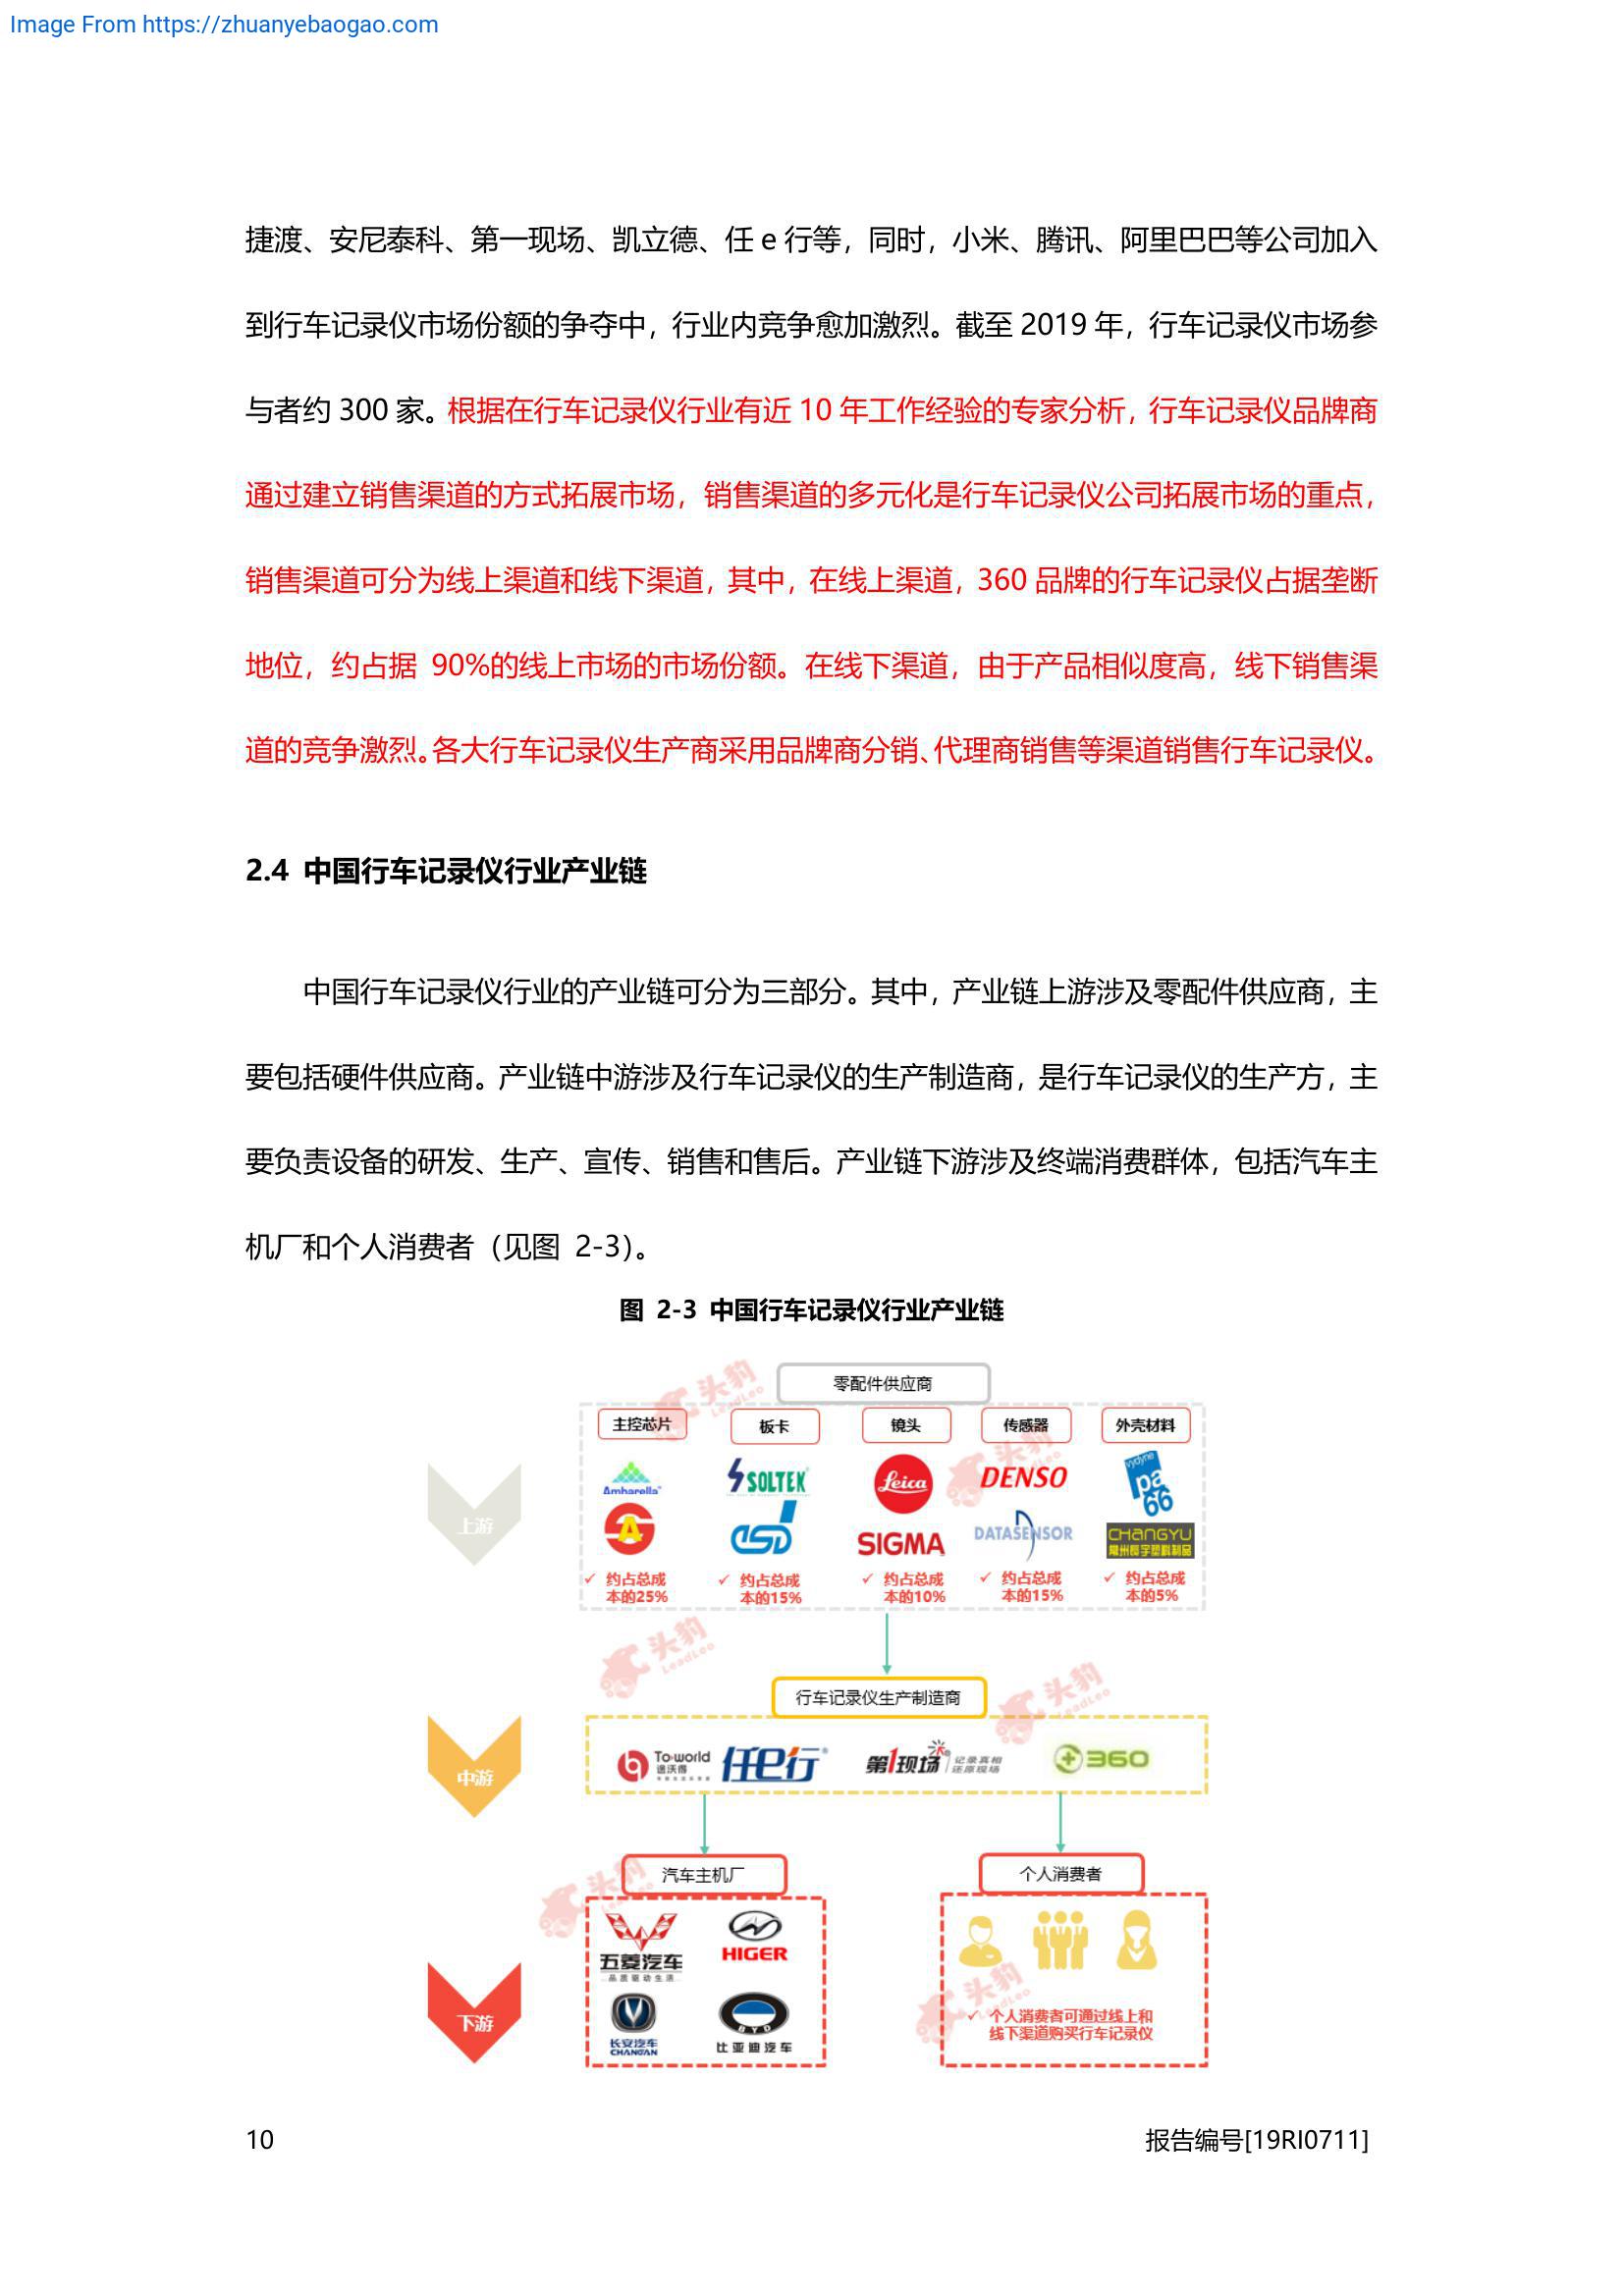 Image From https://zhuanyebaogao.com
捷渡、安尼泰科、第一现场、凯立德、任 e 行等，同时，小米、腾讯、阿里巴巴等公司加入
到行车记录仪市场份额的争夺中，行业内竞争愈加激烈。截至 2019 年，行车记录仪市场参
与者约 300 家。根据在行车记录仪行业有近 10 年工作经验的专家分析，行车记录仪品牌商
通过建立销售渠道的方式拓展市场，销售渠道的多元化是行车记录仪公司拓展市场的重点，
销售渠道可分为线上渠道和线下渠道，其中，在线上渠道，360 品牌的行车记录仪占据垄断
地位，约占据 90%的线上市场的市场份额。在线下渠道，由于产品相似度高，线下销售渠
道的竞争激烈。各大行车记录仪生产商采用品牌商分销、代理商销售等渠道销售行车记录仪。
2.4 中国行车记录仪行业产业链
中国行车记录仪行业的产业链可分为三部分。其中，产业链上游涉及零配件供应商，主
要包括硬件供应商。产业链中游涉及行车记录仪的生产制造商，是行车记录仪的生产方，主
要负责设备的研发、生产、宣传、销售和售后。产业链下游涉及终端消费群体，包括汽车主
机厂和个人消费者（见图 2-3）。
图 2-3 中国行车记录仪行业产业链
零配件供应商
主控芯片 板卡 镜头 传感器 外壳材料
上游
Ambarella SOLTEK Leica DENSO vydyne pa 66
A CSD SIGMA DATASENSOR CHANGYU
常州长宇塑料制品
✓ 约占总成 ✓ 约占总成 ✓ 约占总成 ✓ 约占总成 ✓ 约占总成
本的25% 本的15% 本的10% 本的15% 本的5%
头豹 LeadLeo
行车记录仪生产制造商
中游
To-world 途沃得 任e行 第1现场 记录真相 还原现场 360
汽车主机厂 个人消费者
下游
五菱汽车 HIGER
品质驱动生活
长安汽车 BYD
CHANGAN 比亚迪汽车
✓ 个人消费者可通过线上和
线下渠道购买行车记录仪
10 报告编号[19RI0711]